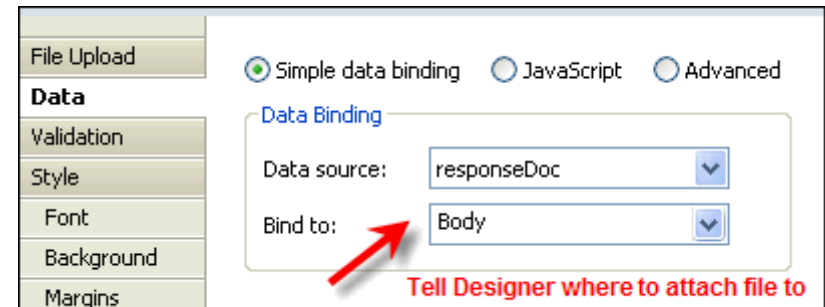 File Upload
Data
Validation
Style
Font
Background
Margins
Simple data binding JavaScript Advanced
Data Binding
Data source: responseDoc
Bind to: Body
Tell Designer where to attach file to